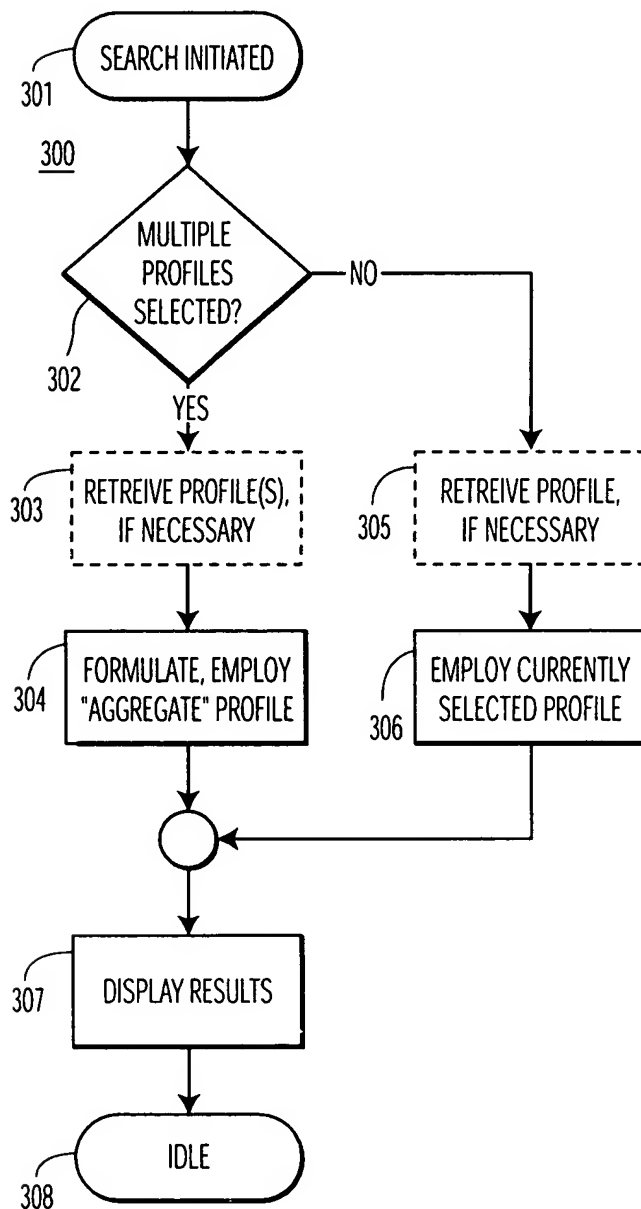 SEARCH INITIATED
301
300
MULTIPLE
PROFILES
SELECTED?
NO
302
YES
303
RETREIVE PROFILE(S),
IF NECESSARY
305
RETREIVE PROFILE,
IF NECESSARY
304
FORMULATE, EMPLOY
"AGGREGATE" PROFILE
306
EMPLOY CURRENTLY
SELECTED PROFILE
DISPLAY RESULTS
307
IDLE
308